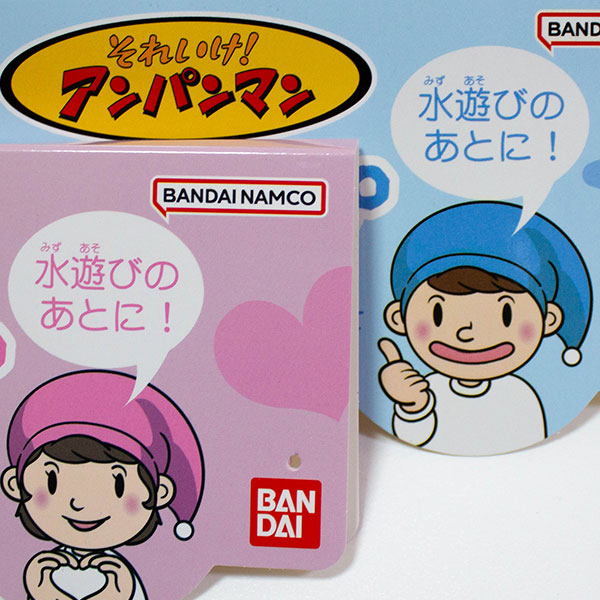 それいけ！
アンパンマン
BANDAI NAMCO
みず あそ
水遊びの
あとに！
BAN
DAI
BANDAI
みず あそ
水遊びの
あとに！